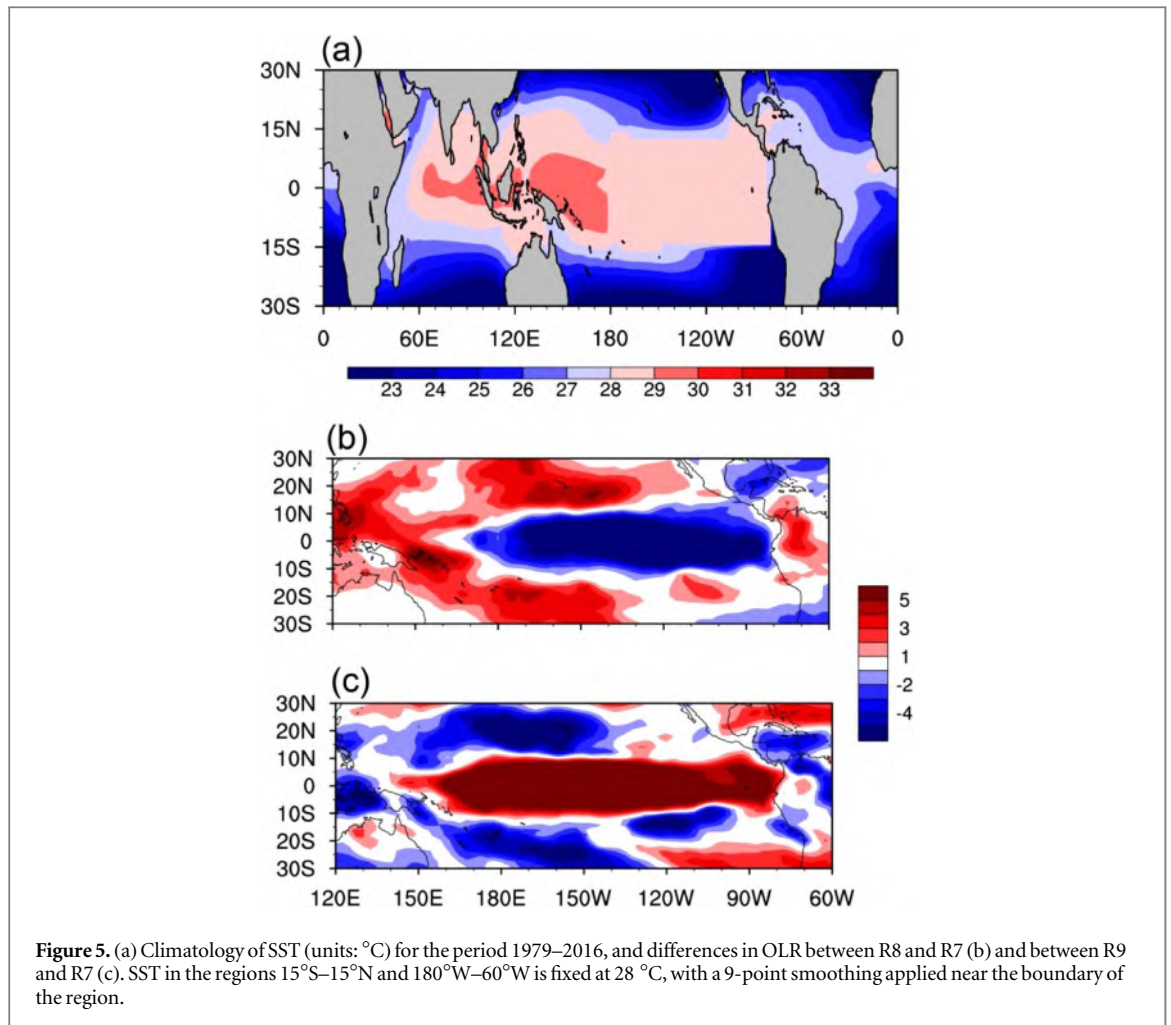 (a)
30N
15N
0
15S
30S
0 60E 120E 180 120W 60W 0
23 24 25 26 27 28 29 30 31 32 33
(b)
30N
20N
10N
0
10S
20S
30S
(c)
30N
20N
10N
0
10S
20S
30S
120E 150E 180E 150W 120W 90W 60W
5
3
1
-2
-4
Figure 5. (a) Climatology of SST (units: °C) for the period 1979–2016, and differences in OLR between R8 and R7 (b) and between R9
and R7 (c). SST in the regions 15°S–15°N and 180°W–60°W is fixed at 28 °C, with a 9-point smoothing applied near the boundary of
the region.